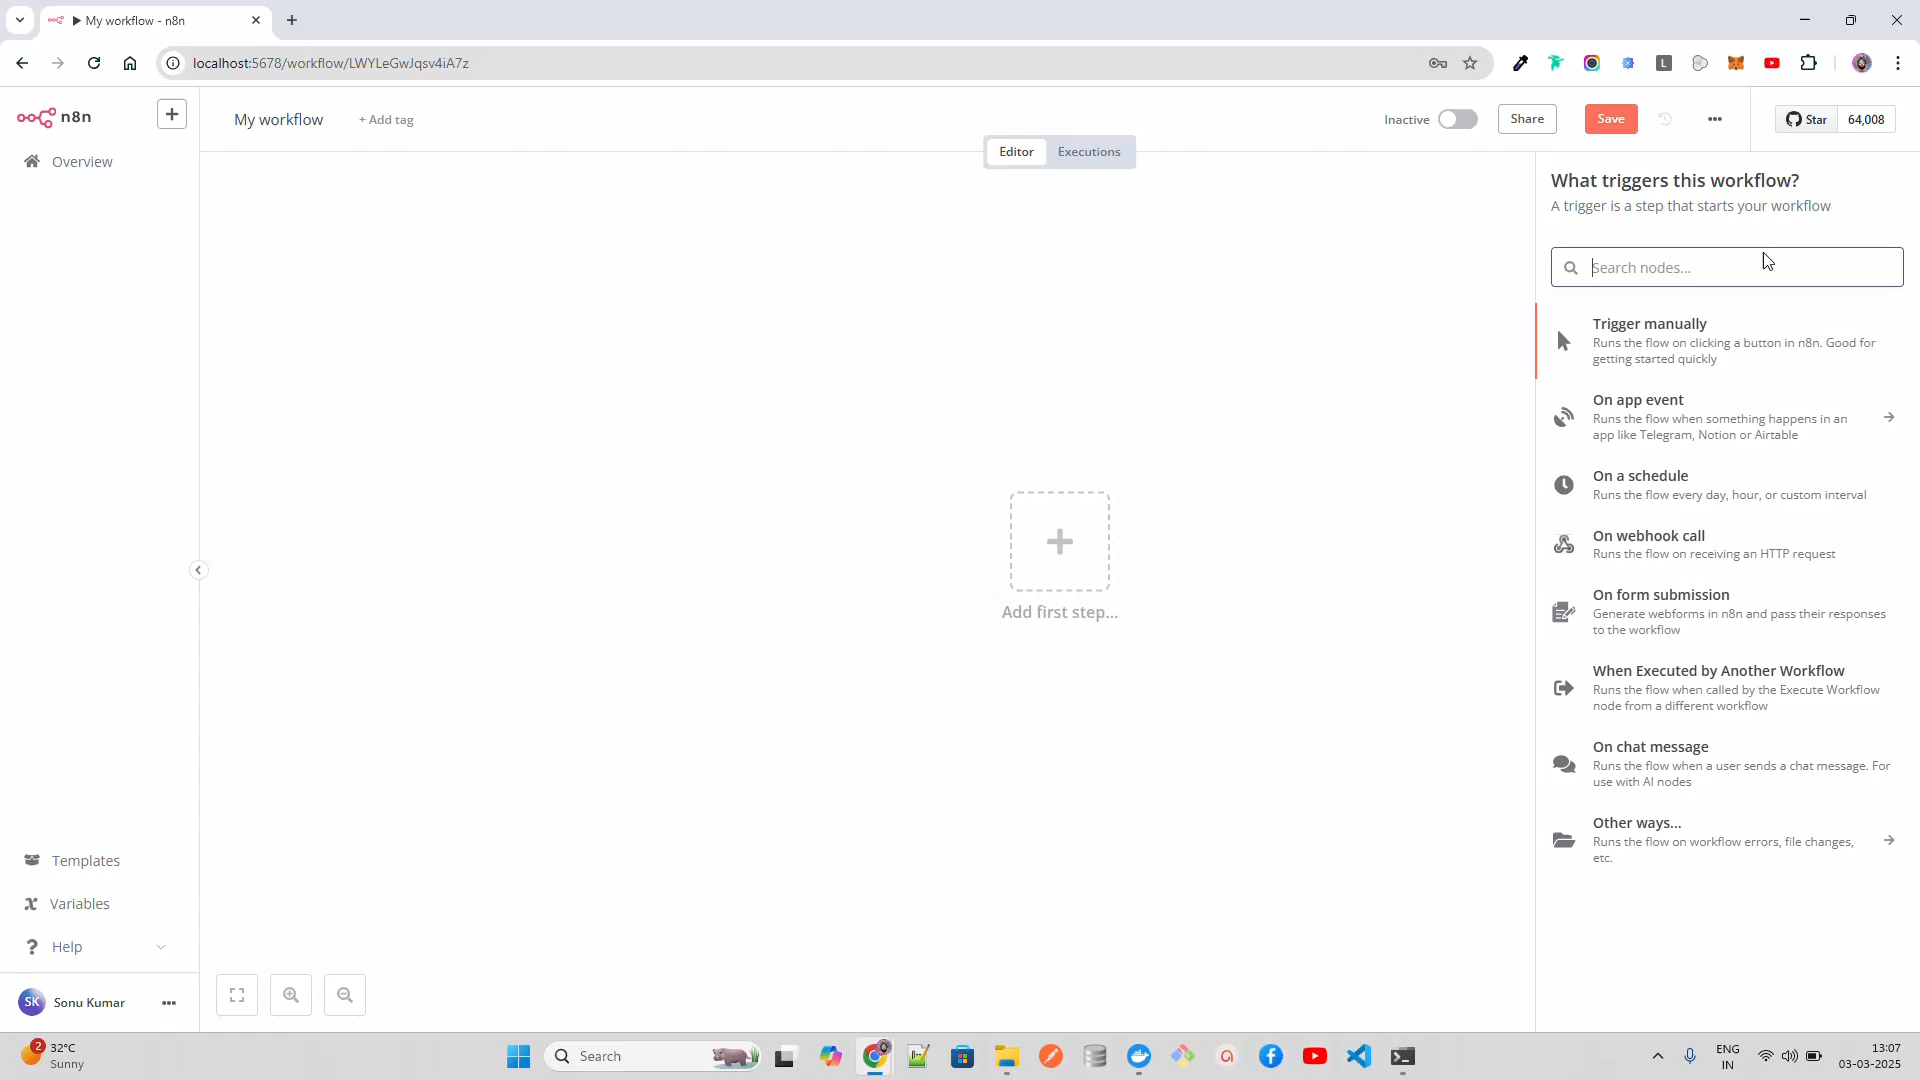 My workflow - n8n
localhost:5678/workflow/LWYLeGwJqsv4iA7z
L
n8n
Overview
My workflow
+ Add tag
Inactive
Share
Save
Star
64,008
Editor
Executions
What triggers this workflow?
A trigger is a step that starts your workflow
Search nodes...
Trigger manually
Runs the flow on clicking a button in n8n. Good for
getting started quickly
On app event
Runs the flow when something happens in an
app like Telegram, Notion or Airtable
On a schedule
Runs the flow every day, hour, or custom interval
On webhook call
Runs the flow on receiving an HTTP request
On form submission
Generate webforms in n8n and pass their responses
to the workflow
When Executed by Another Workflow
Runs the flow when called by the Execute Workflow
node from a different workflow
On chat message
Runs the flow when a user sends a chat message. For
use with AI nodes
Other ways...
Runs the flow on workflow errors, file changes,
etc.
Add first step...
Templates
Variables
Help
SK
Sonu Kumar
2
32°C
Sunny
Search
ENG
IN
13:07
03-03-2025